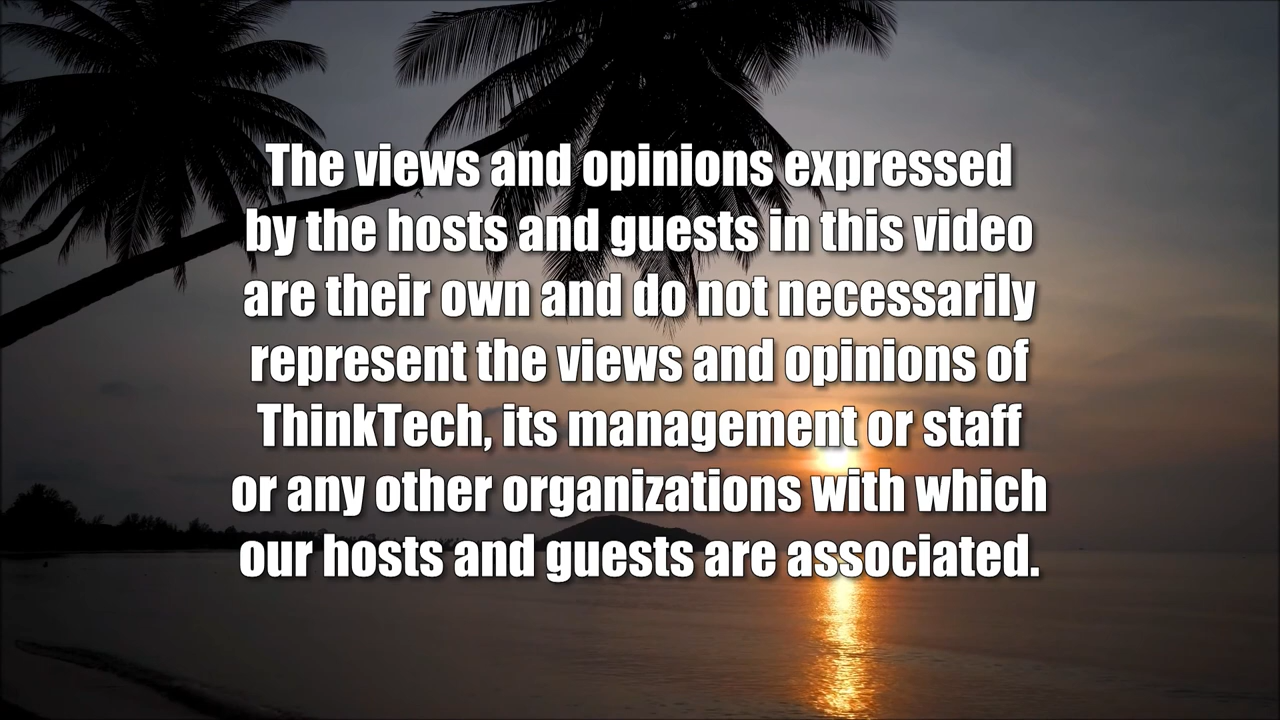 The views and opinions expressed
by the hosts and guests in this video
are their own and do not necessarily
represent the views and opinions of
ThinkTech, its management or staff
or any other organizations with which
our hosts and guests are associated.